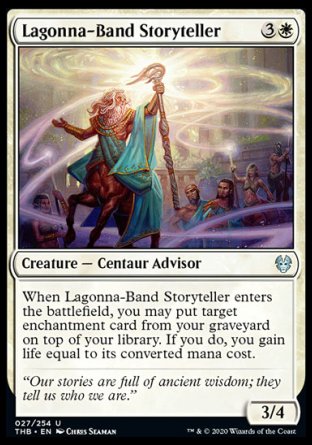 Lagonna-Band Storyteller 3
Creature — Centaur Advisor
When Lagonna-Band Storyteller enters
the battlefield, you may put target
enchantment card from your graveyard
on top of your library. If you do, you gain
life equal to its converted mana cost.
“Our stories are full of ancient wisdom; they
tell us who we are.”
3/4
027/254 U
THB • EN Chris Seaman
™ & © 2020 Wizards of the Coast